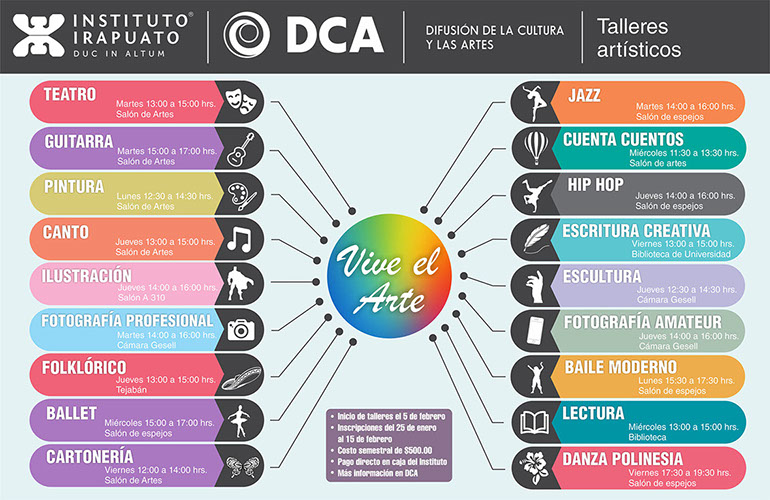 INSTITUTO®
IRAPUATO
DUC IN ALTUM
DCA
DIFUSIÓN DE LA CULTURA
Y LAS ARTES
Talleres
artísticos
TEATRO
Martes 13:00 a 15:00 hrs.
Salón de Artes
GUITARRA
Martes 15:00 a 17:00 hrs.
Salón de Artes
PINTURA
Lunes 12:30 a 14:30 hrs.
Salón de Artes
CANTO
Jueves 13:00 a 15:00 hrs.
Salón de Artes
ILUSTRACIÓN
Jueves 14:00 a 16:00 hrs.
Salón A 310
FOTOGRAFÍA PROFESIONAL
Martes 14:00 a 16:00 hrs.
Cámara Gesell
FOLKLÓRICO
Jueves 13:00 a 15:00 hrs.
Tejabán
BALLET
Miércoles 15:00 a 17:00 hrs.
Salón de espejos
CARTONERÍA
Viernes 12:00 a 14:00 hrs.
Salón de Artes
Vive el
Arte
• Inicio de talleres el 5 de febrero
• Inscripciones del 25 de enero
al 15 de febrero
• Costo semestral de $500.00
• Pago directo en caja del Instituto
• Más información en DCA
JAZZ
Martes 14:00 a 16:00 hrs.
Salón de espejos
CUENTA CUENTOS
Miércoles 11:30 a 13:30 hrs.
Salón de artes
HIP HOP
Jueves 14:00 a 16:00 hrs.
Salón de espejos
ESCRITURA CREATIVA
Viernes 13:00 a 15:00 hrs.
Biblioteca de Universidad
ESCULTURA
Jueves 12:30 a 14:30 hrs.
Cámara Gesell
FOTOGRAFÍA AMATEUR
Jueves 14:00 a 16:00 hrs.
Cámara Gesell
BAILE MODERNO
Lunes 15:30 a 17:30 hrs.
Salón de espejos
LECTURA
Miércoles 13:00 a 15:00 hrs.
Biblioteca
DANZA POLINESIA
Viernes 17:30 a 19:30 hrs.
Salón de espejos